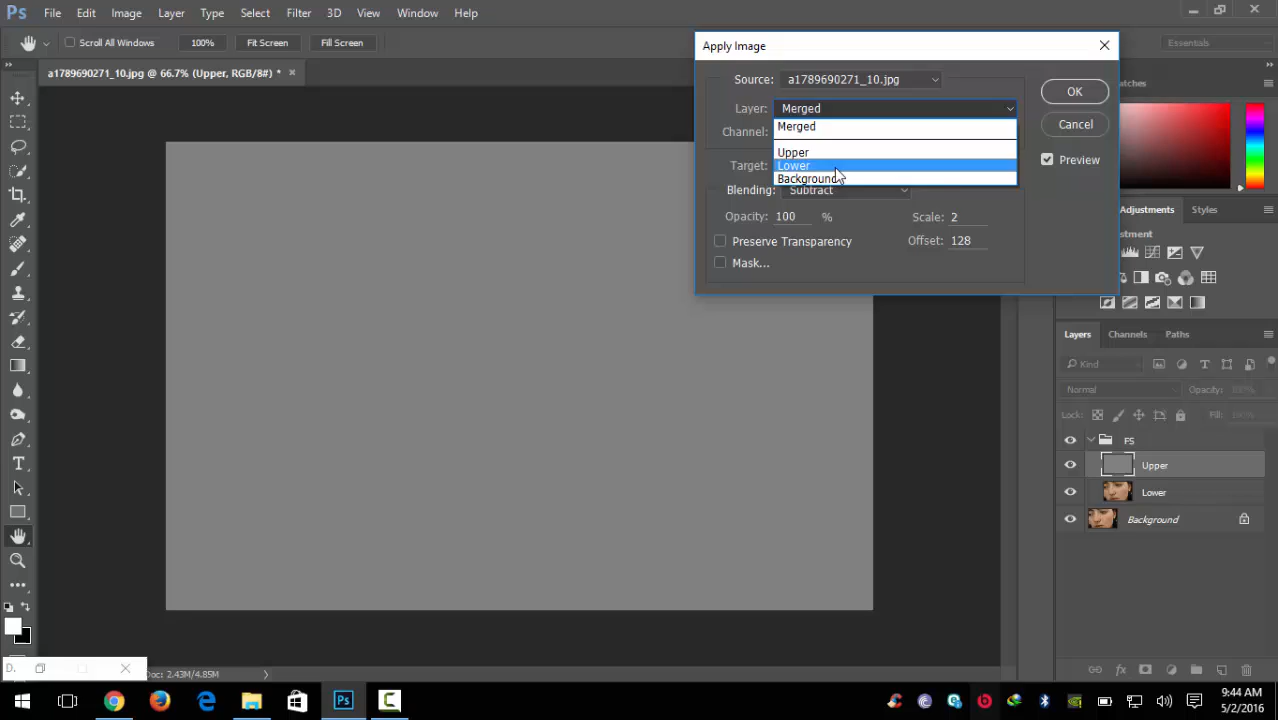 Ps File Edit Image Layer Type Select Filter 3D View Window Help
Scroll All Windows 100% Fit Screen Fill Screen Essentials
a1789690271_10.jpg @ 66.7% (Upper, RGB/8#) * ×
Apply Image
Source: a1789690271_10.jpg
OK
Layer: Merged
Merged
Cancel
Channel:
Upper
Preview
Target: Lower
Background
Blending: Subtract
Opacity: 100 % Scale: 2
Preserve Transparency Offset: 128
Mask...
Adjustments Styles
Layers Channels Paths
Kind
Normal Opacity: 100%
Lock: Fill: 100%
FS
Upper
Lower
Background
D.
Doc: 2.43M/4.85M
Ps
9:44 AM
5/2/2016